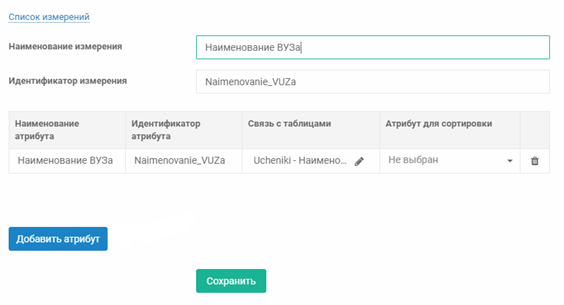 Список измерений
Наименование измерения
Наименование ВУЗа
Идентификатор измерения
Naimenovanie_VUZa
Наименование атрибута
Идентификатор атрибута
Связь с таблицами
Атрибут для сортировки
Наименование ВУЗа
Naimenovanie_VUZa
Ucheniki - Наимено...
Не выбран
Добавить атрибут
Сохранить